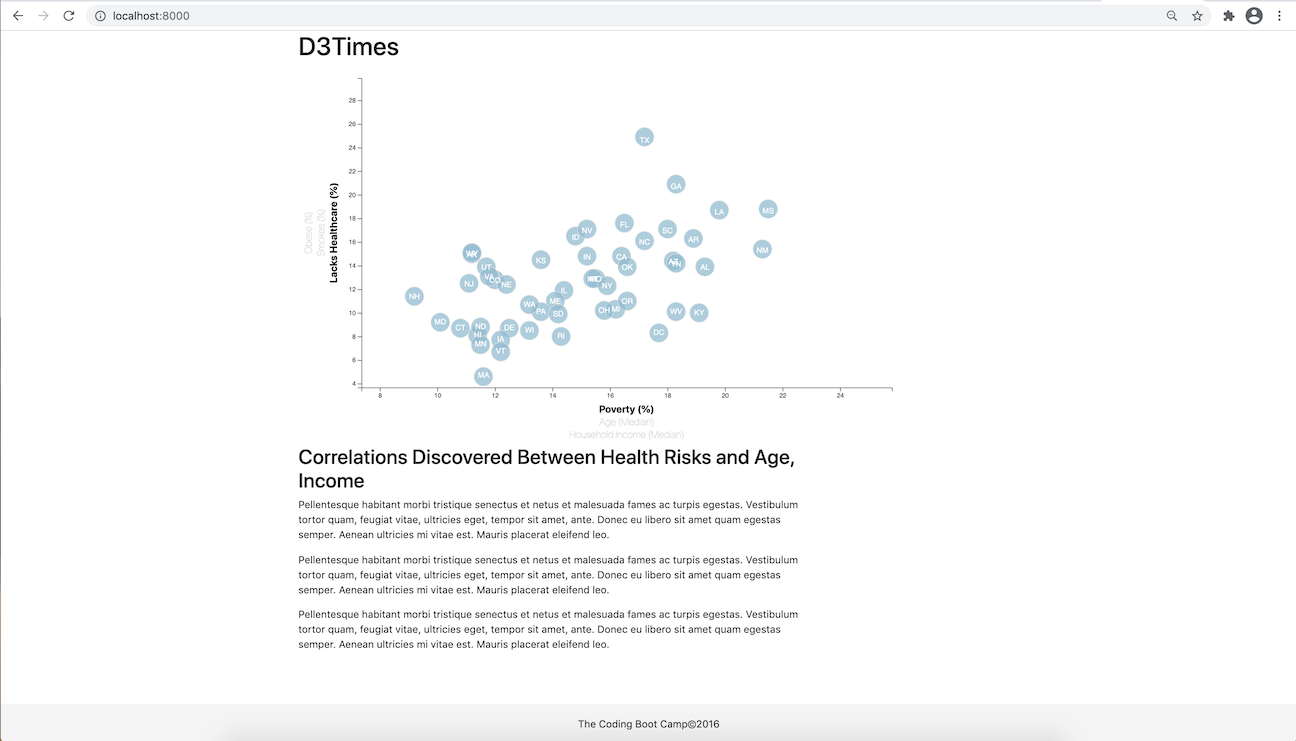 localhost:8000
D3Times
28
26
24
22
20
18
16
14
12
10
8
6
4
Obese (%)
Smokes (%)
Lacks Healthcare (%)
TX
GA
LA
MS
FL
NV
ID
SC
NC
AR
NM
UT
KS
IN
CA
OK
TN
AL
VA
CO
NE
NJ
NY
IL
NH
WA
ME
PA
SD
OR
OH
MI
WV
KY
MD
CT
ND
HI
MN
DE
IA
VT
WI
RI
DC
MA
8
10
12
14
16
18
20
22
24
Poverty (%)
Age (Median)
Household Income (Median)
Correlations Discovered Between Health Risks and Age,
Income
Pellentesque habitant morbi tristique senectus et netus et malesuada fames ac turpis egestas. Vestibulum
tortor quam, feugiat vitae, ultricies eget, tempor sit amet, ante. Donec eu libero sit amet quam egestas
semper. Aenean ultricies mi vitae est. Mauris placerat eleifend leo.
Pellentesque habitant morbi tristique senectus et netus et malesuada fames ac turpis egestas. Vestibulum
tortor quam, feugiat vitae, ultricies eget, tempor sit amet, ante. Donec eu libero sit amet quam egestas
semper. Aenean ultricies mi vitae est. Mauris placerat eleifend leo.
Pellentesque habitant morbi tristique senectus et netus et malesuada fames ac turpis egestas. Vestibulum
tortor quam, feugiat vitae, ultricies eget, tempor sit amet, ante. Donec eu libero sit amet quam egestas
semper. Aenean ultricies mi vitae est. Mauris placerat eleifend leo.
The Coding Boot Camp©2016